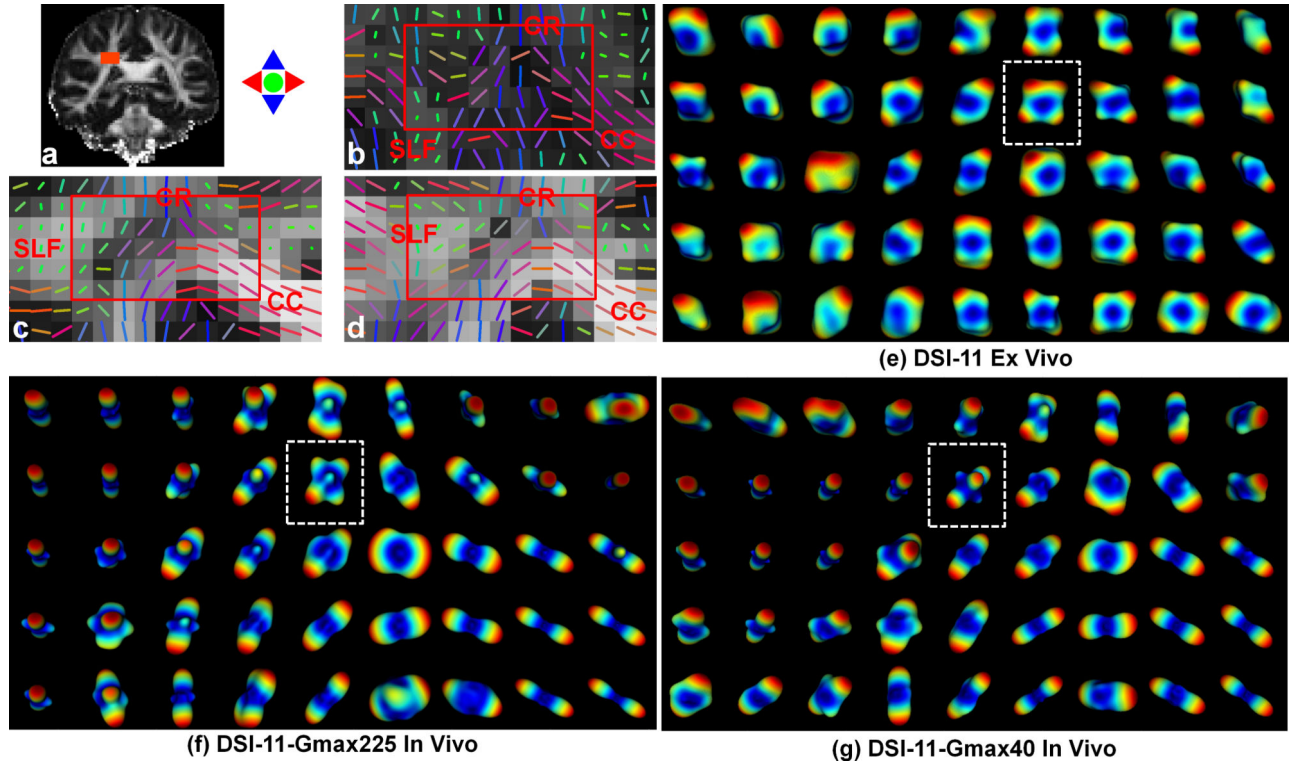 a
b
CR
SLF
CC
c
CR
SLF
CC
d
CR
SLF
CC
(e) DSI-11 Ex Vivo
(f) DSI-11-Gmax225 In Vivo
(g) DSI-11-Gmax40 In Vivo